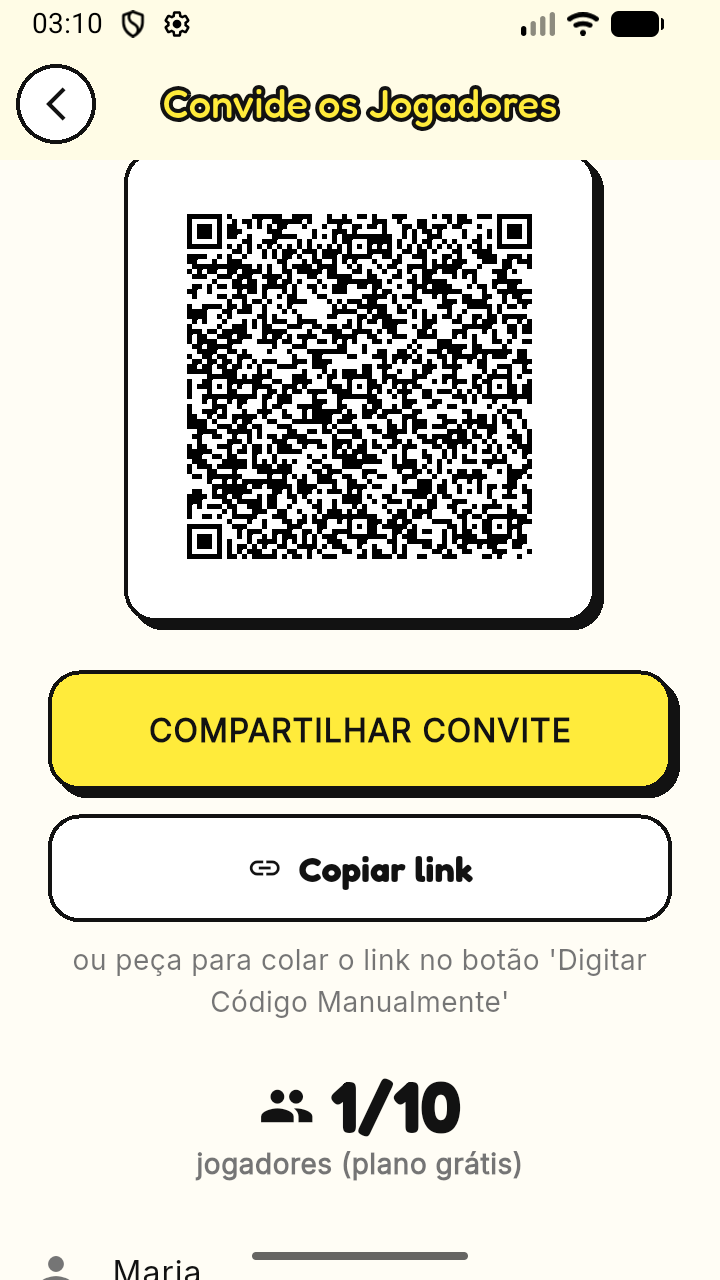 03:10
Convide os Jogadores
COMPARTILHAR CONVITE
Copiar link
ou peça para colar o link no botão 'Digitar
Código Manualmente'
1/10
jogadores (plano grátis)
Maria